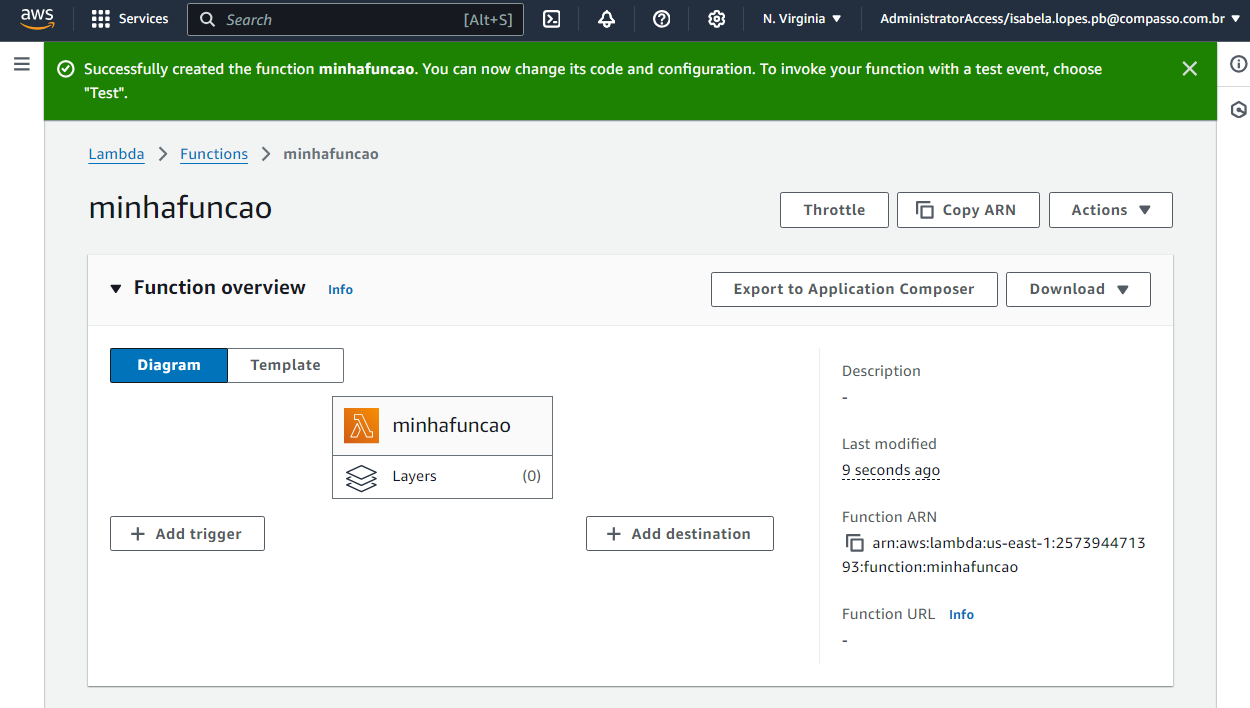 aws Services Search [Alt+S] N. Virginia AdministratorAccess/isabela.lopes.pb@compasso.com.br
Successfully created the function minhafuncao. You can now change its code and configuration. To invoke your function with a test event, choose
"Test".
Lambda Functions minhafuncao
minhafuncao
Throttle Copy ARN Actions
Function overview Info Export to Application Composer Download
Diagram Template
minhafuncao
Layers (0)
+ Add trigger + Add destination
Description
-
Last modified
9 seconds ago
Function ARN
arn:aws:lambda:us-east-1:2573944713
93:function:minhafuncao
Function URL Info
-